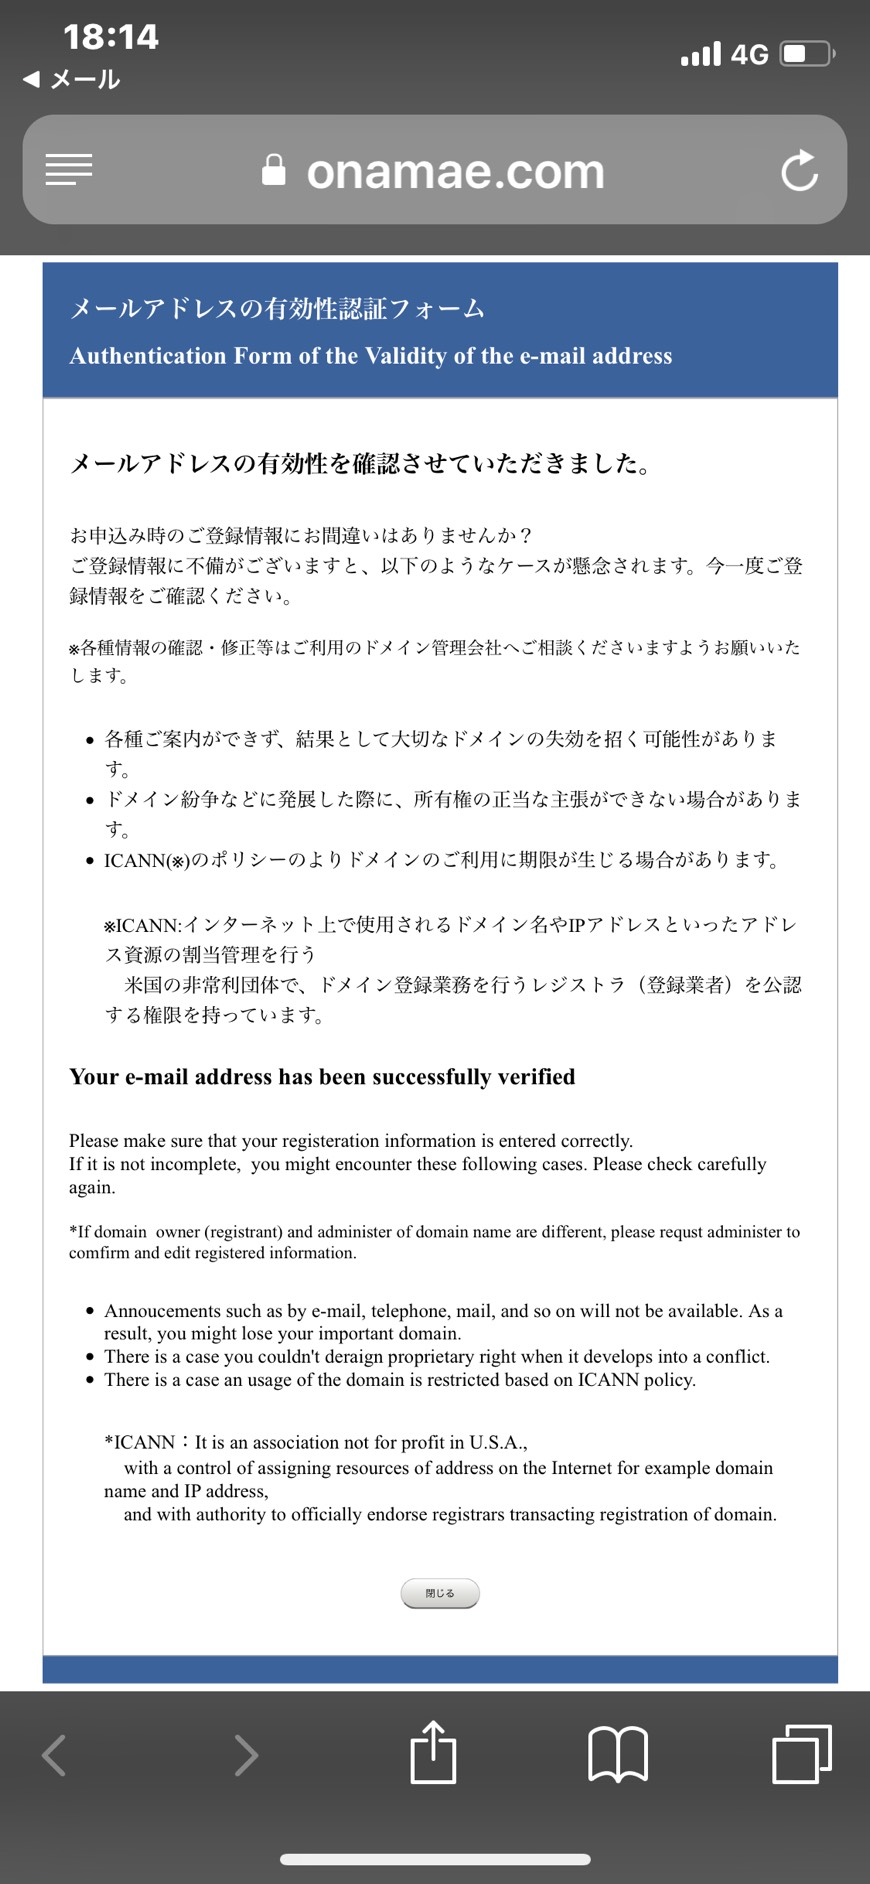 18:14
4G
◀ メール
onamae.com
メールアドレスの有効性認証フォーム
Authentication Form of the Validity of the e-mail address
メールアドレスの有効性を確認させていただきました。
お申込み時のご登録情報にお間違いはありませんか？
ご登録情報に不備がございますと、以下のようなケースが懸念されます。今一度ご登
録情報をご確認ください。
※各種情報の確認・修正等はご利用のドメイン管理会社へご相談くださいますようお願いいた
します。
• 各種ご案内ができず、結果として大切なドメインの失効を招く可能性がありま
す。
• ドメイン紛争などに発展した際に、所有権の正当な主張ができない場合がありま
す。
• ICANN(※)のポリシーのよりドメインのご利用に期限が生じる場合があります。
※ICANN:インターネット上で使用されるドメイン名やIPアドレスといったアドレ
ス資源の割当管理を行う
米国の非常利団体で、ドメイン登録業務を行うレジストラ（登録業者）を公認
する権限を持っています。
Your e-mail address has been successfully verified
Please make sure that your registeration information is entered correctly.
If it is not incomplete, you might encounter these following cases. Please check carefully
again.
*If domain owner (registrant) and administer of domain name are different, please requst administer to
comfirm and edit registered information.
• Annoucements such as by e-mail, telephone, mail, and so on will not be available. As a
result, you might lose your important domain.
• There is a case you couldn't deraign proprietary right when it develops into a conflict.
• There is a case an usage of the domain is restricted based on ICANN policy.
*ICANN：It is an association not for profit in U.S.A.,
with a control of assigning resources of address on the Internet for example domain
name and IP address,
and with authority to officially endorse registrars transacting registration of domain.
閉じる